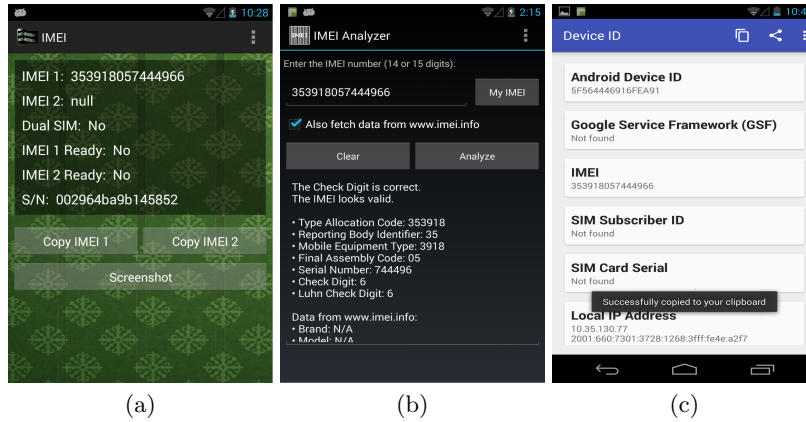 10:28
IMEI
IMEI 1: 353918057444966
IMEI 2: null
Dual SIM: No
IMEI 1 Ready: No
IMEI 2 Ready: No
S/N: 002964ba9b145852
Copy IMEI 1
Copy IMEI 2
Screenshot
(a)
2:15
IMEI Analyzer
Enter the IMEI number (14 or 15 digits):
353918057444966
My IMEI
Also fetch data from www.imei.info
Clear
Analyze
The Check Digit is correct.
The IMEI looks valid.
• Type Allocation Code: 353918
• Reporting Body Identifier: 35
• Mobile Equipment Type: 3918
• Final Assembly Code: 05
• Serial Number: 744496
• Check Digit: 6
• Luhn Check Digit: 6
Data from www.imei.info:
• Brand: N/A
• Model: N/A
(b)
10:4
Device ID
Android Device ID
5F564446916FEA91
Google Service Framework (GSF)
Not found
IMEI
353918057444966
SIM Subscriber ID
Not found
SIM Card Serial
Not found
Successfully copied to your clipboard
Local IP Address
10.35.130.77
2001:660:7301:3728:1268:3fff:fe4e:a2f7
(c)